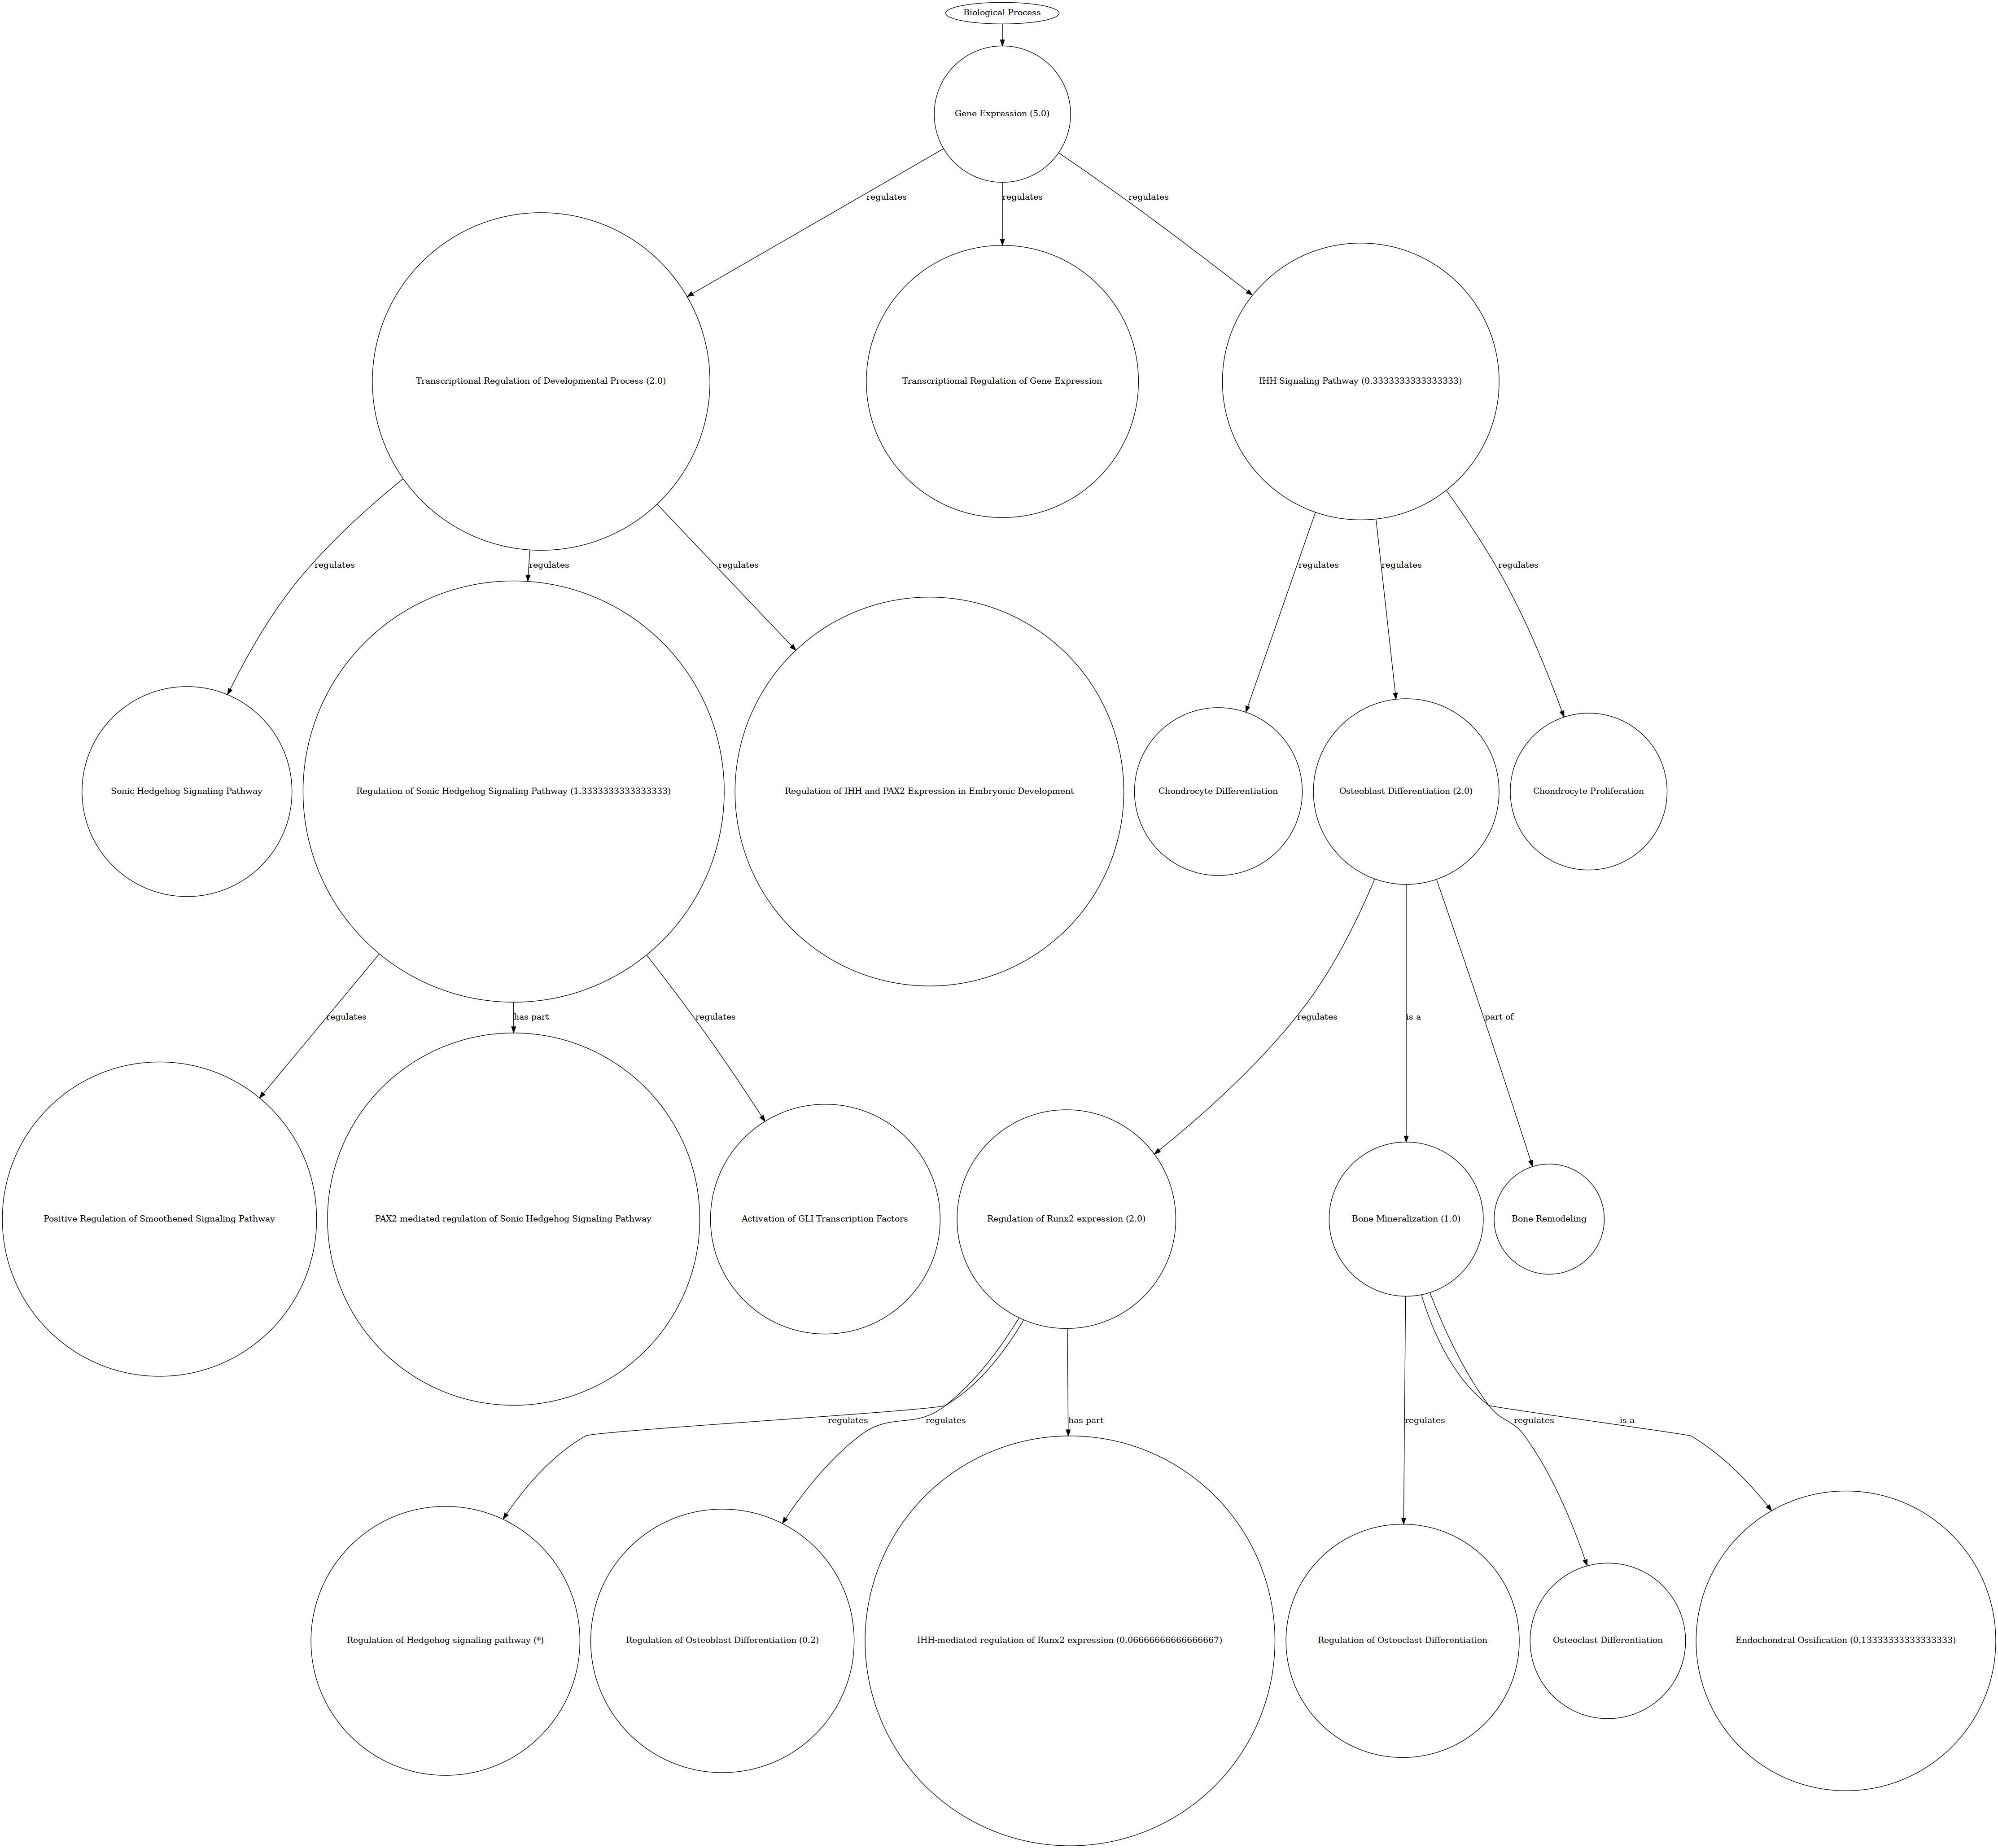 Biological Process
Gene Expression (5.0)
regulates
regulates
regulates
Transcriptional Regulation of Developmental Process (2.0)
Transcriptional Regulation of Gene Expression
IHH Signaling Pathway (0.3333333333333333)
regulates
regulates
regulates
regulates
regulates
regulates
Sonic Hedgehog Signaling Pathway
Regulation of Sonic Hedgehog Signaling Pathway (1.3333333333333333)
Regulation of IHH and PAX2 Expression in Embryonic Development
Chondrocyte Differentiation
Osteoblast Differentiation (2.0)
Chondrocyte Proliferation
regulates
has part
regulates
regulates
is a
part of
Positive Regulation of Smoothened Signaling Pathway
PAX2-mediated regulation of Sonic Hedgehog Signaling Pathway
Activation of GLI Transcription Factors
Regulation of Runx2 expression (2.0)
Bone Mineralization (1.0)
Bone Remodeling
regulates
regulates
has part
regulates
regulates
is a
Regulation of Hedgehog signaling pathway (*)
Regulation of Osteoblast Differentiation (0.2)
IHH-mediated regulation of Runx2 expression (0.06666666666666667)
Regulation of Osteoclast Differentiation
Osteoclast Differentiation
Endochondral Ossification (0.13333333333333333)